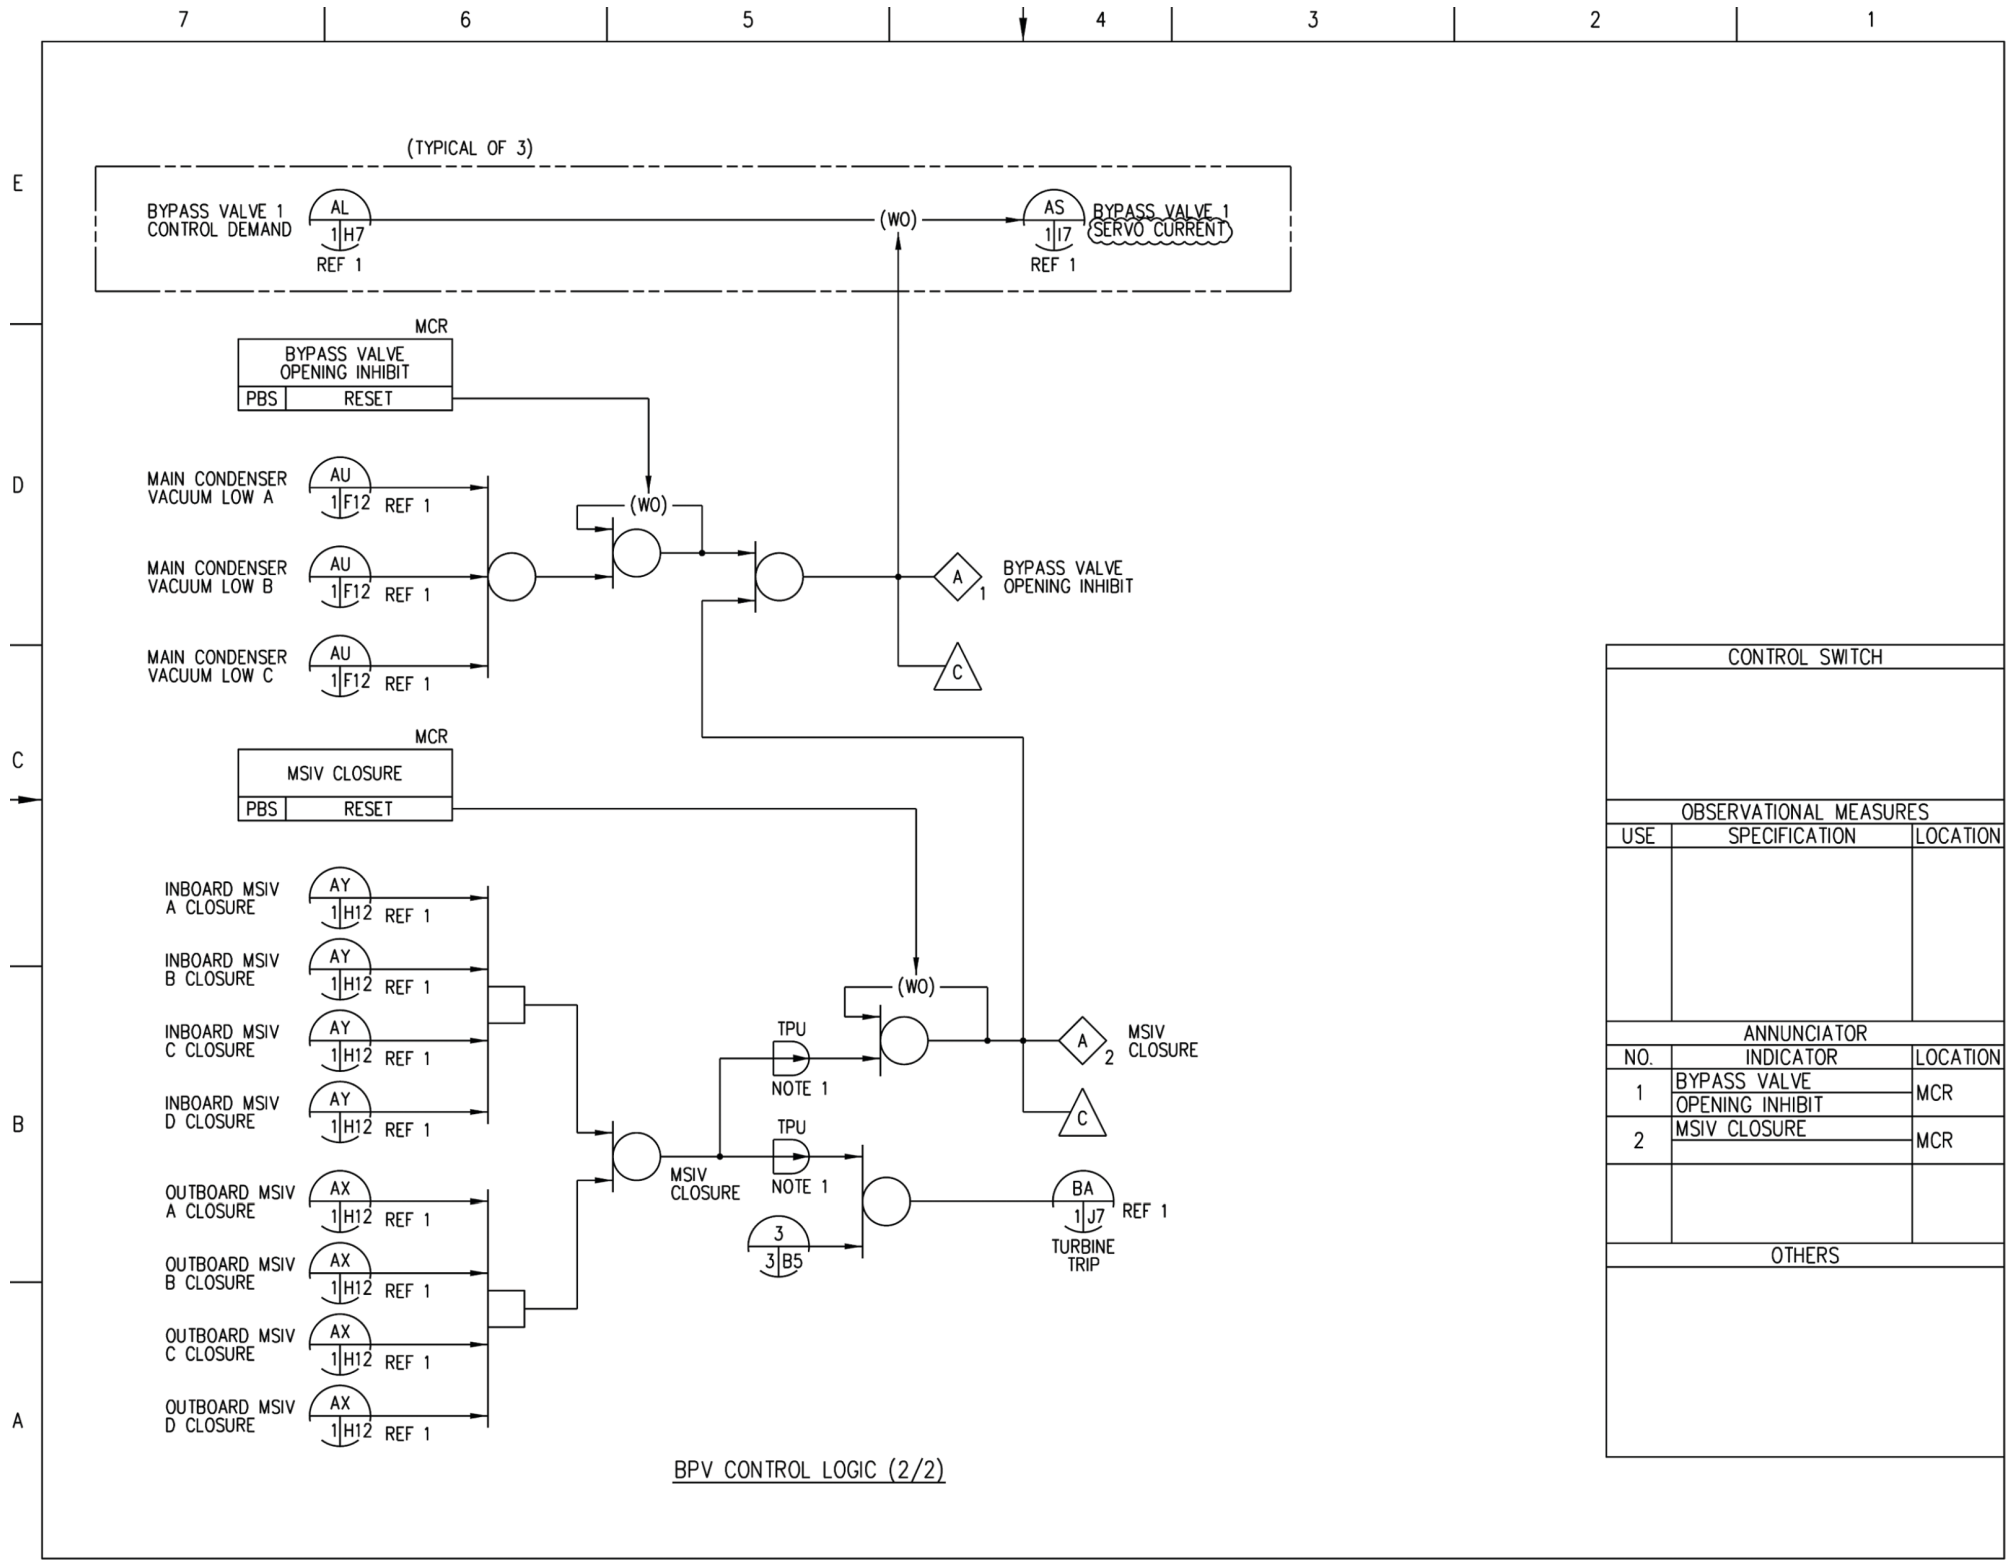 7 6 5 4 3 2 1
E
D
C
B
A
(TYPICAL OF 3)
BYPASS VALVE 1
CONTROL DEMAND
AL
1 H7
REF 1
(WO)
AS
1 I7
REF 1
BYPASS VALVE 1
SERVO CURRENT
MCR
BYPASS VALVE
OPENING INHIBIT
PBS RESET
MAIN CONDENSER
VACUUM LOW A
AU
1 F12
REF 1
(WO)
MAIN CONDENSER
VACUUM LOW B
AU
1 F12
REF 1
A
1
BYPASS VALVE
OPENING INHIBIT
MAIN CONDENSER
VACUUM LOW C
AU
1 F12
REF 1
C
MCR
MSIV CLOSURE
PBS RESET
INBOARD MSIV
A CLOSURE
AY
1 H12
REF 1
INBOARD MSIV
B CLOSURE
AY
1 H12
REF 1
(WO)
INBOARD MSIV
C CLOSURE
AY
1 H12
REF 1
TPU
NOTE 1
A
2
MSIV
CLOSURE
INBOARD MSIV
D CLOSURE
AY
1 H12
REF 1
C
TPU
NOTE 1
MSIV
CLOSURE
OUTBOARD MSIV
A CLOSURE
AX
1 H12
REF 1
BA
1 J7
REF 1
TURBINE
TRIP
3
3 B5
OUTBOARD MSIV
B CLOSURE
AX
1 H12
REF 1
OUTBOARD MSIV
C CLOSURE
AX
1 H12
REF 1
OUTBOARD MSIV
D CLOSURE
AX
1 H12
REF 1
BPV CONTROL LOGIC (2/2)
CONTROL SWITCH
OBSERVATIONAL MEASURES
USE SPECIFICATION LOCATION
ANNUNCIATOR
NO. INDICATOR LOCATION
1 BYPASS VALVE
OPENING INHIBIT MCR
2 MSIV CLOSURE MCR
OTHERS